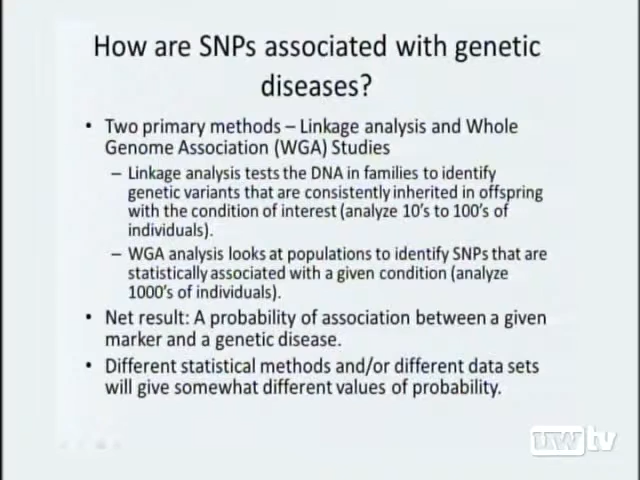 How are SNPs associated with genetic
diseases?
• Two primary methods – Linkage analysis and Whole
Genome Association (WGA) Studies
– Linkage analysis tests the DNA in families to identify
genetic variants that are consistently inherited in offspring
with the condition of interest (analyze 10's to 100's of
individuals).
– WGA analysis looks at populations to identify SNPs that are
statistically associated with a given condition (analyze
1000's of individuals).
• Net result: A probability of association between a given
marker and a genetic disease.
• Different statistical methods and/or different data sets
will give somewhat different values of probability.
uwtv